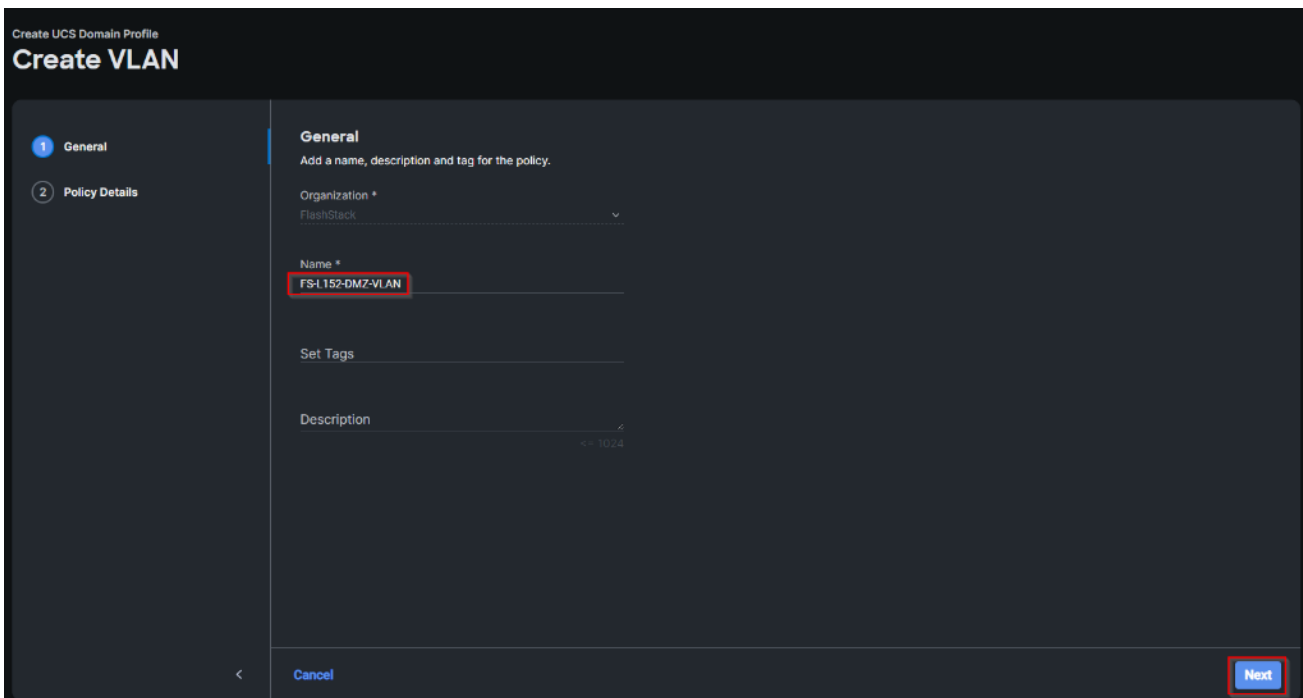 Create UCS Domain Profile
Create VLAN
1 General
2 Policy Details
General
Add a name, description and tag for the policy.
Organization *
FlashStack
Name *
FS-L152-DMZ-VLAN
Set Tags
Description
<= 1024
< Cancel
Next